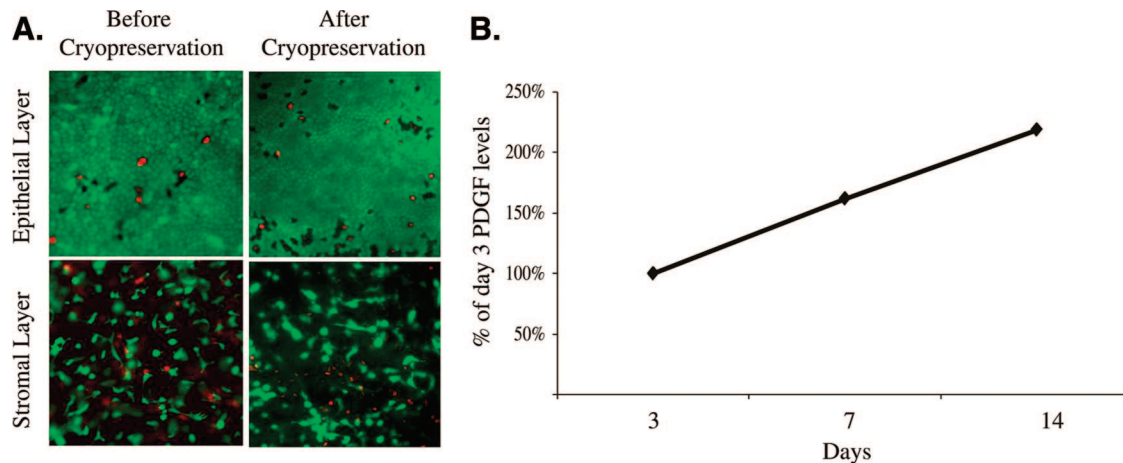 A.
Before
Cryopreservation
After
Cryopreservation
Epithelial Layer
Stromal Layer
B.
% of day 3 PDGF levels
250%
200%
150%
100%
50%
3 7 14
Days